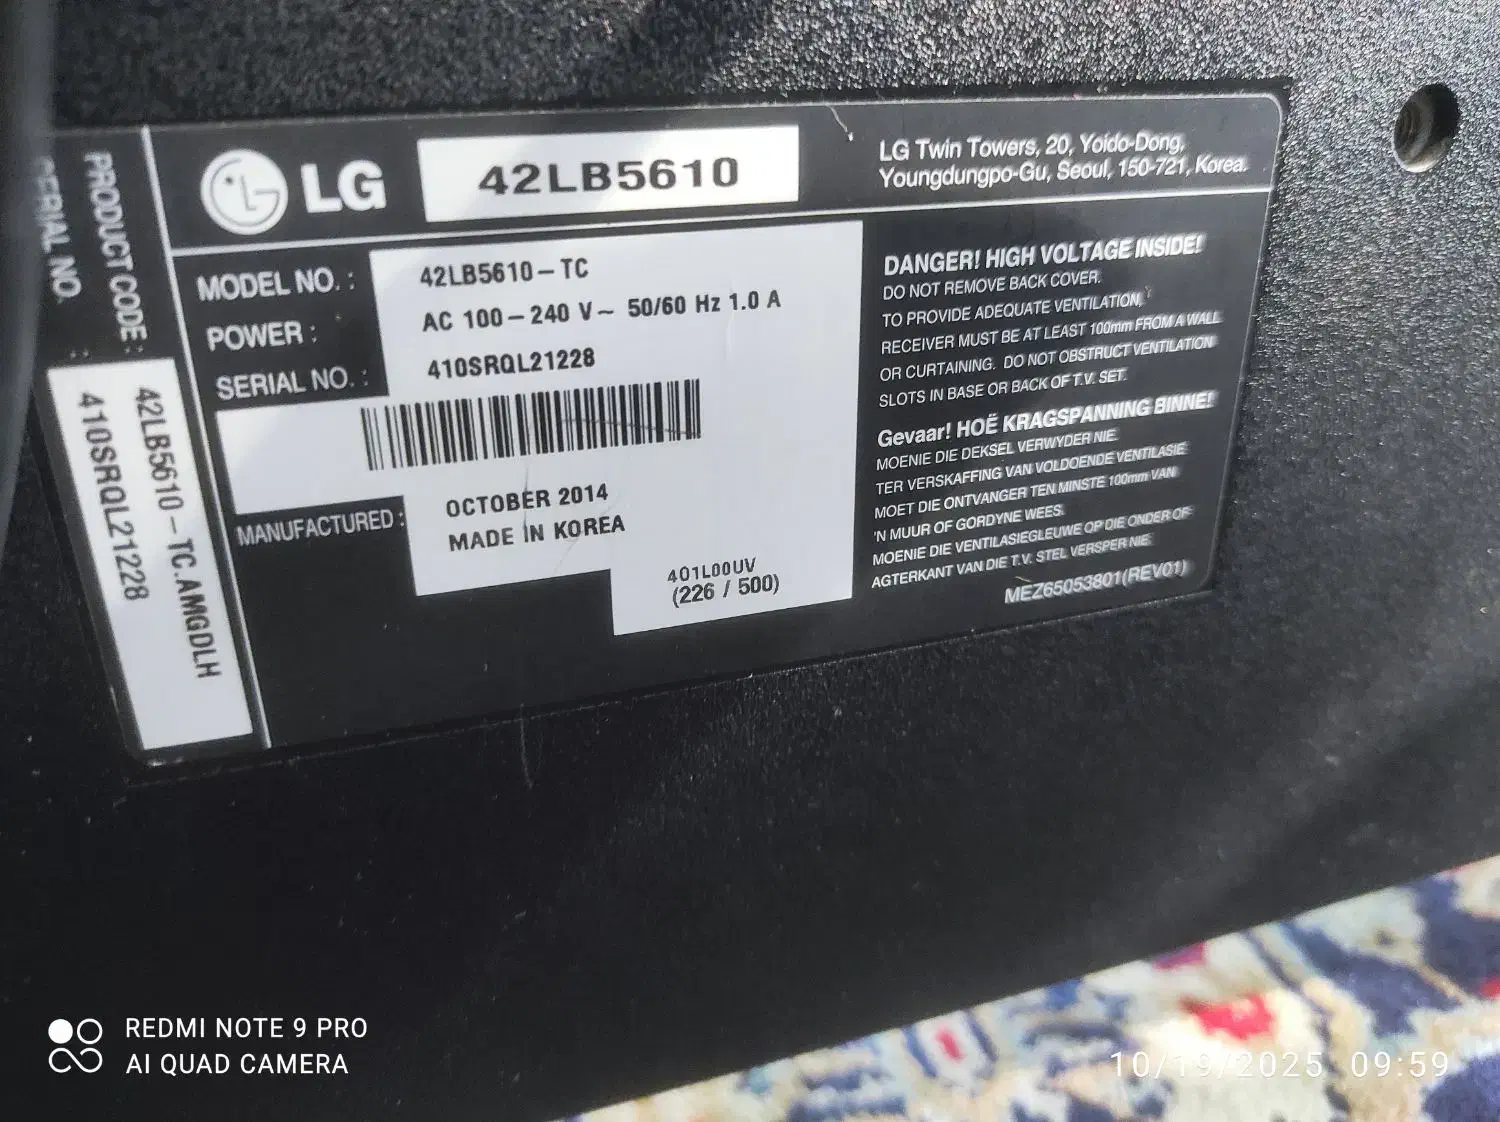 LG
42LB5610
LG Twin Towers, 20, Yoido-Dong,
Youngdungpo-Gu, Seoul, 150-721, Korea.
MODEL NO. : 42LB5610-TC
POWER : AC 100-240 V~ 50/60 Hz 1.0 A
SERIAL NO. : 410SRQL21228
MANUFACTURED : OCTOBER 2014
MADE IN KOREA
401L00UV
(226 / 500)
DANGER! HIGH VOLTAGE INSIDE!
DO NOT REMOVE BACK COVER.
TO PROVIDE ADEQUATE VENTILATION,
RECEIVER MUST BE AT LEAST 100mm FROM A WALL
OR CURTAINING. DO NOT OBSTRUCT VENTILATION
SLOTS IN BASE OR BACK OF T.V. SET.
Gevaar! HOË KRAGSPANNING BINNE!
MOENIE DIE DEKSEL VERWYDER NIE.
TER VERSKAFFING VAN VOLDOENDE VENTILASIE
MOET DIE ONTVANGER TEN MINSTE 100mm VAN
'N MUUR OF GORDYNE WEES.
MOENIE DIE VENTILASIEGLEUWE OP DIE ONDER OF
AGTERKANT VAN DIE T.V. STEL VERSPER NIE.
MEZ65053801(REV01)
PRODUCT CODE : 42LB5610-TC.AMGDLH
SERIAL NO. : 410SRQL21228
REDMI NOTE 9 PRO
AI QUAD CAMERA
10/19/2025 09:59